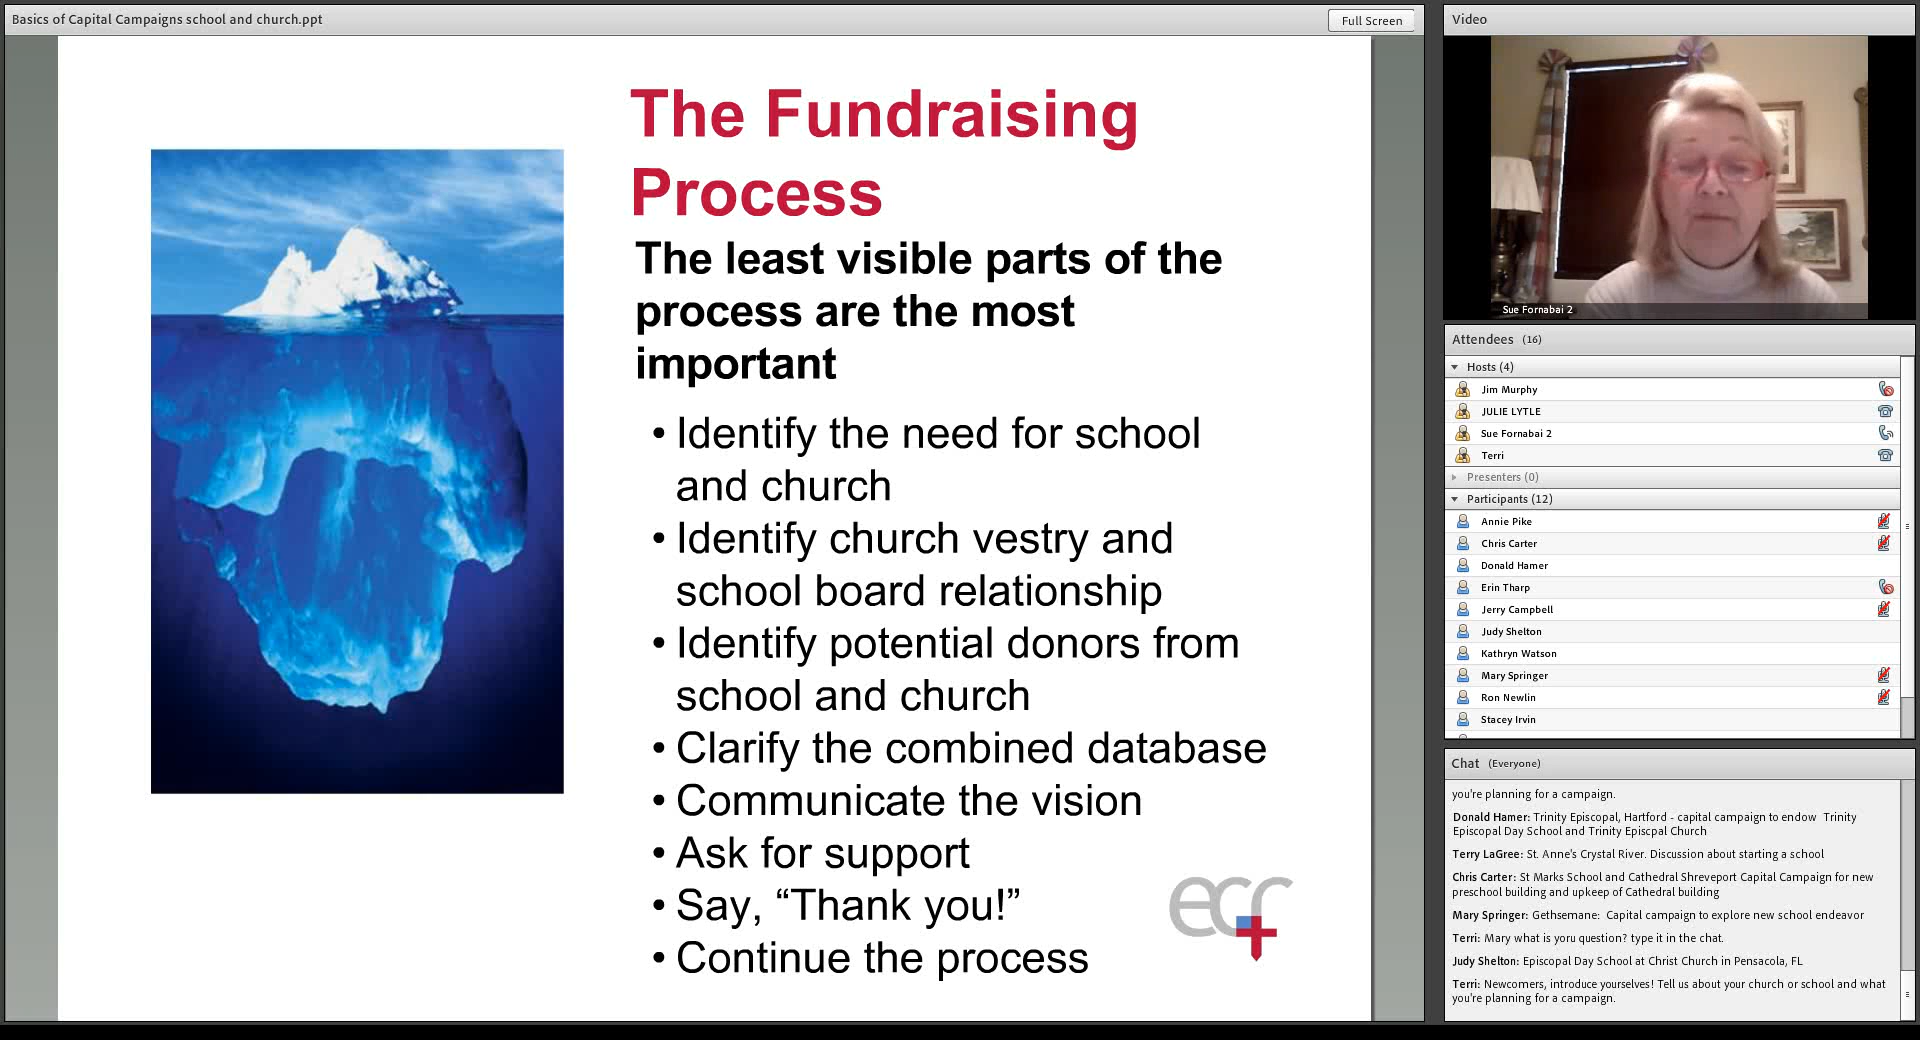 Basics of Capital Campaigns school and church.ppt
Full Screen
The Fundraising
Process
The least visible parts of the
process are the most
important
• Identify the need for school
and church
• Identify church vestry and
school board relationship
• Identify potential donors from
school and church
• Clarify the combined database
• Communicate the vision
• Ask for support
• Say, “Thank you!”
• Continue the process
ecf
Video
Sue Fornabai 2
Attendees (16)
Hosts (4)
Jim Murphy
JULIE LYTLE
Sue Fornabai 2
Terri
Presenters (0)
Participants (12)
Annie Pike
Chris Carter
Donald Hamer
Erin Tharp
Jerry Campbell
Judy Shelton
Kathryn Watson
Mary Springer
Ron Newlin
Stacey Irvin
Chat (Everyone)
you're planning for a campaign.
Donald Hamer: Trinity Episcopal, Hartford - capital campaign to endow Trinity
Episcopal Day School and Trinity Episcpal Church
Terry LaGree: St. Anne's Crystal River. Discussion about starting a school
Chris Carter: St Marks School and Cathedral Shreveport Capital Campaign for new
preschool building and upkeep of Cathedral building
Mary Springer: Gethsemane: Capital campaign to explore new school endeavor
Terri: Mary what is yoru question? type it in the chat.
Judy Shelton: Episcopal Day School at Christ Church in Pensacola, FL
Terri: Newcomers, introduce yourselves! Tell us about your church or school and what
you're planning for a campaign.